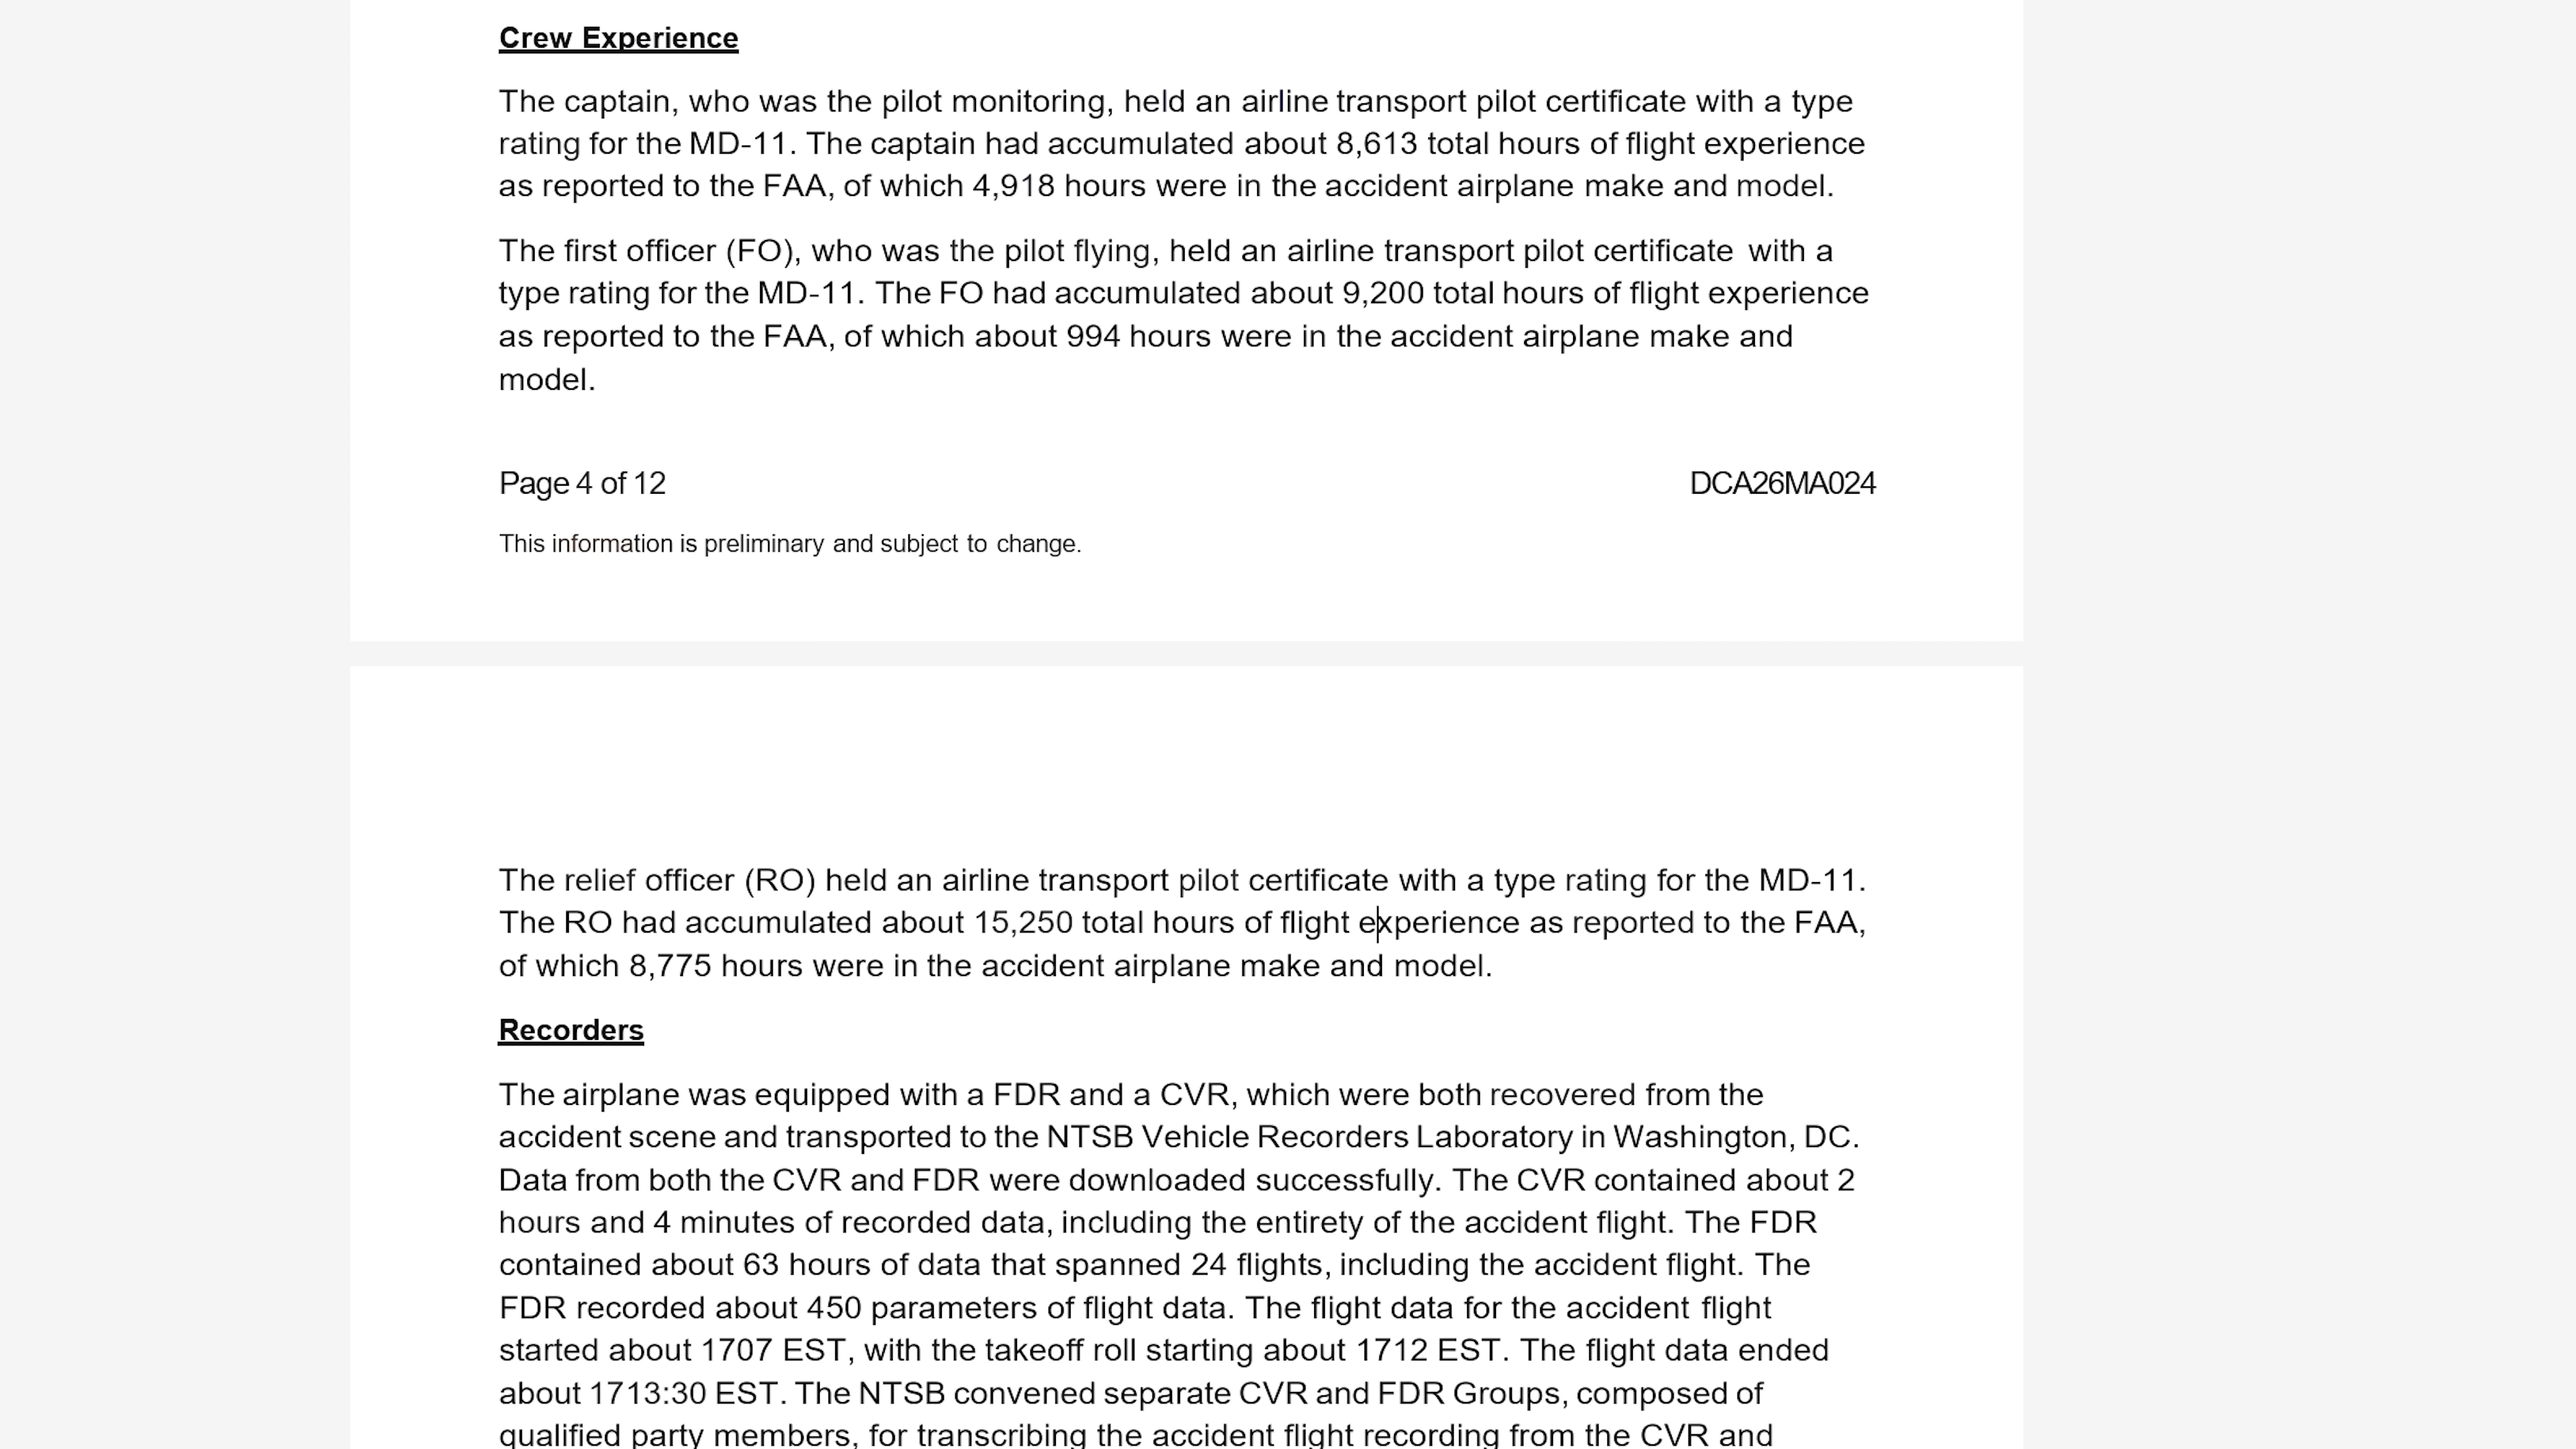 Crew Experience
The captain, who was the pilot monitoring, held an airline transport pilot certificate with a type
rating for the MD-11. The captain had accumulated about 8,613 total hours of flight experience
as reported to the FAA, of which 4,918 hours were in the accident airplane make and model.
The first officer (FO), who was the pilot flying, held an airline transport pilot certificate with a
type rating for the MD-11. The FO had accumulated about 9,200 total hours of flight experience
as reported to the FAA, of which about 994 hours were in the accident airplane make and
model.
Page 4 of 12 DCA26MA024
This information is preliminary and subject to change.
The relief officer (RO) held an airline transport pilot certificate with a type rating for the MD-11.
The RO had accumulated about 15,250 total hours of flight experience as reported to the FAA,
of which 8,775 hours were in the accident airplane make and model.
Recorders
The airplane was equipped with a FDR and a CVR, which were both recovered from the
accident scene and transported to the NTSB Vehicle Recorders Laboratory in Washington, DC.
Data from both the CVR and FDR were downloaded successfully. The CVR contained about 2
hours and 4 minutes of recorded data, including the entirety of the accident flight. The FDR
contained about 63 hours of data that spanned 24 flights, including the accident flight. The
FDR recorded about 450 parameters of flight data. The flight data for the accident flight
started about 1707 EST, with the takeoff roll starting about 1712 EST. The flight data ended
about 1713:30 EST. The NTSB convened separate CVR and FDR Groups, composed of
qualified party members, for transcribing the accident flight recording from the CVR and